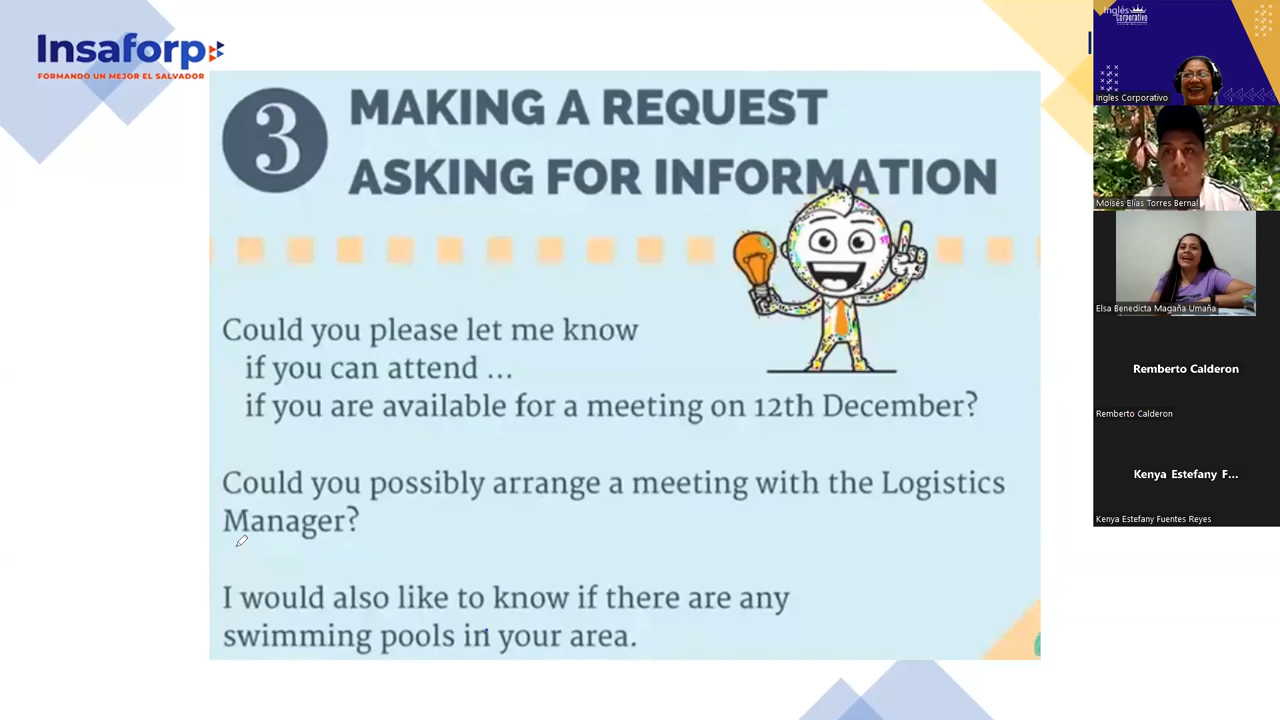 Insaforp
FORMANDO UN MEJOR EL SALVADOR
3
MAKING A REQUEST
ASKING FOR INFORMATION
Could you please let me know
if you can attend ...
if you are available for a meeting on 12th December?
Could you possibly arrange a meeting with the Logistics
Manager?
I would also like to know if there are any
swimming pools in your area.
Inglés
Corporativo
Ingles Corporativo
Moisés Elías Torres Bernal
Elsa Benedicta Magaña Umaña
Remberto Calderon
Remberto Calderon
Kenya Estefany F...
Kenya Estefany Fuentes Reyes